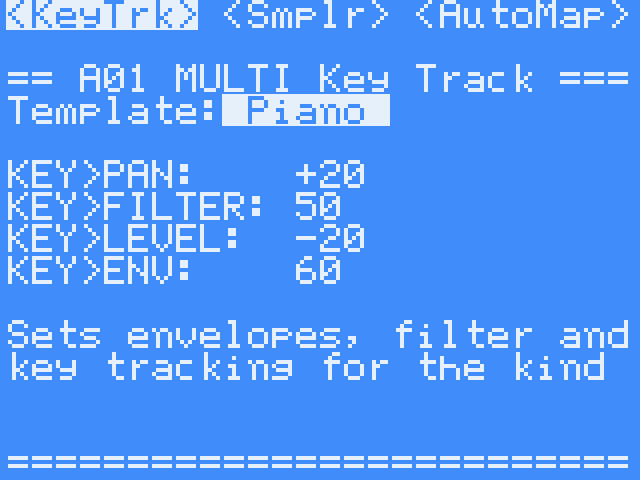 <KeyTrk> <Smplr> <AutoMap>
== A01 MULTI Key Track ===
Template: Piano
KEY>PAN: +20
KEY>FILTER: 50
KEY>LEVEL: -20
KEY>ENV: 60
Sets envelopes, filter and
key tracking for the kind
==========================